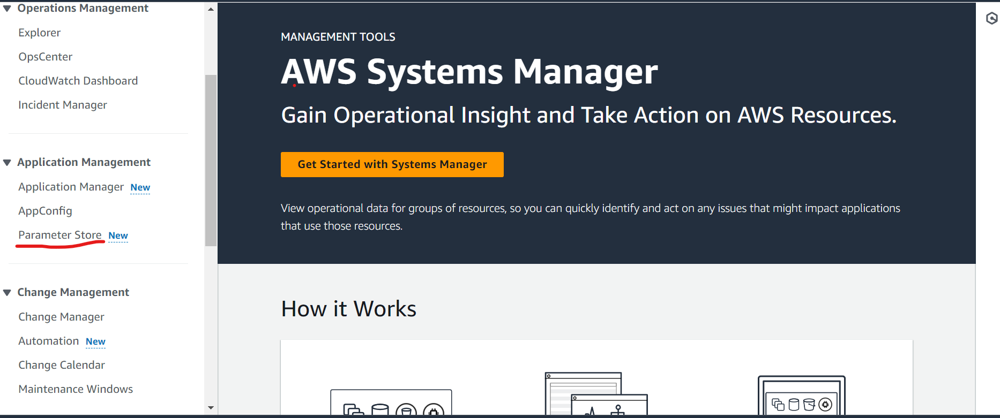 Operations Management
Explorer
OpsCenter
CloudWatch Dashboard
Incident Manager
Application Management
Application Manager New
AppConfig
Parameter Store New
Change Management
Change Manager
Automation New
Change Calendar
Maintenance Windows
MANAGEMENT TOOLS
AWS Systems Manager
Gain Operational Insight and Take Action on AWS Resources.
Get Started with Systems Manager
View operational data for groups of resources, so you can quickly identify and act on any issues that might impact applications
that use those resources.
How it Works